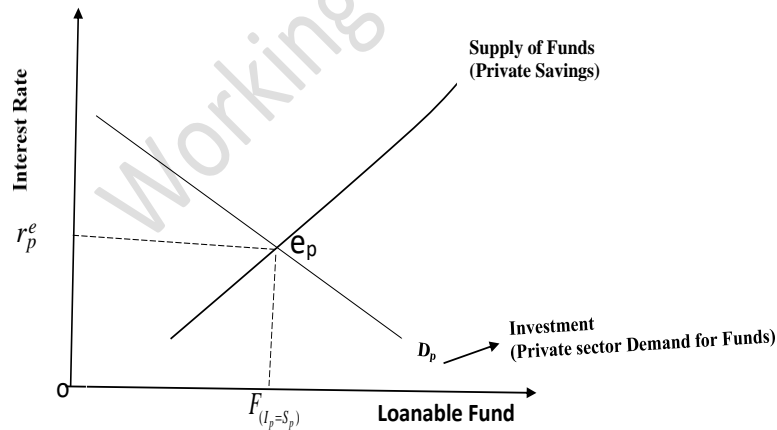 Working
Supply of Funds
(Private Savings)
Interest Rate
r_p^e
e_p
D_p
Investment
(Private sector Demand for Funds)
O
F_(I_p=S_p)
Loanable Fund